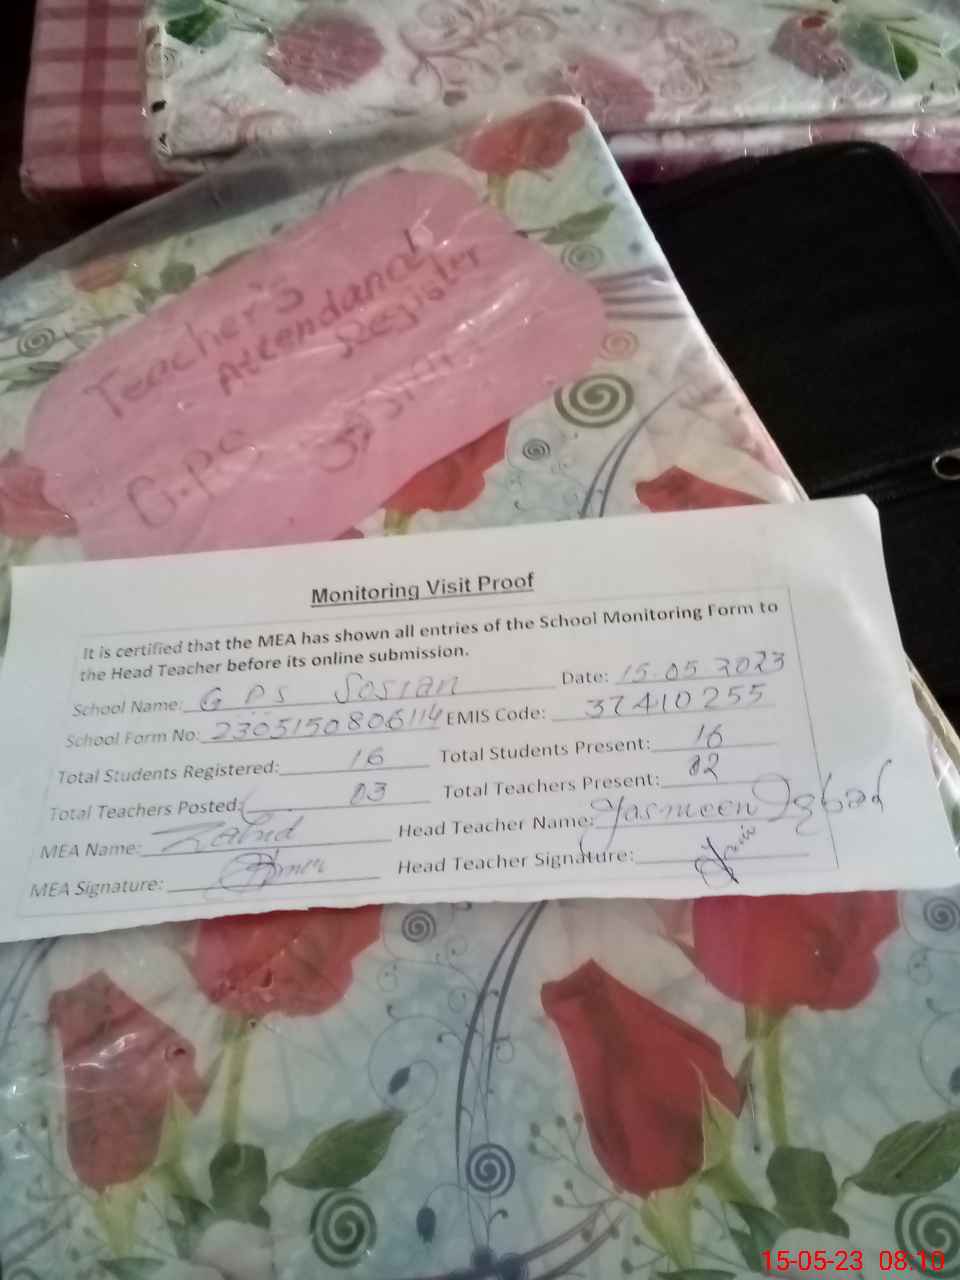 Teacher's
Attendance
Register
G.P.S
Monitoring Visit Proof
It is certified that the MEA has shown all entries of the School Monitoring Form to
the Head Teacher before its online submission.
School Name: G P S Sosian Date: 15.05.2023
School Form No: 2305150806114 EMIS Code: 37410255
Total Students Registered: 16 Total Students Present: 16
Total Teachers Posted: 03 Total Teachers Present: 02
MEA Name: Zahid Head Teacher Name: Yasmeen Iqbal
MEA Signature: Head Teacher Signature:
15-05-23 08:10